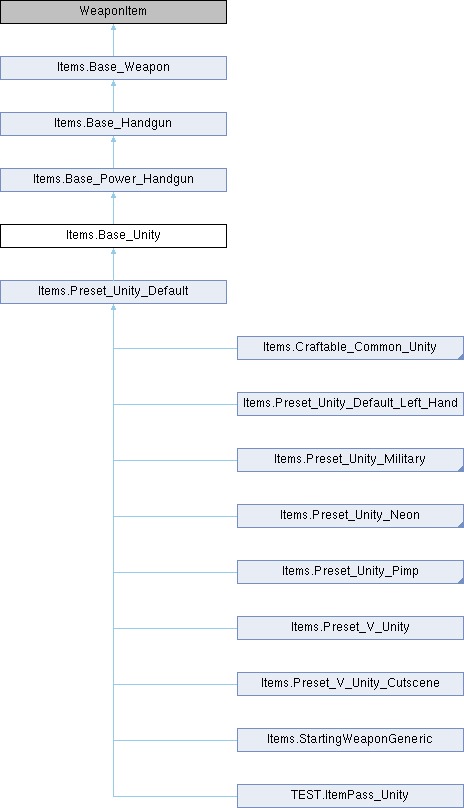 WeaponItem
Items.Base_Weapon
Items.Base_Handgun
Items.Base_Power_Handgun
Items.Base_Unity
Items.Preset_Unity_Default
Items.Craftable_Common_Unity
Items.Preset_Unity_Default_Left_Hand
Items.Preset_Unity_Military
Items.Preset_Unity_Neon
Items.Preset_Unity_Pimp
Items.Preset_V_Unity
Items.Preset_V_Unity_Cutscene
Items.StartingWeaponGeneric
TEST.ItemPass_Unity